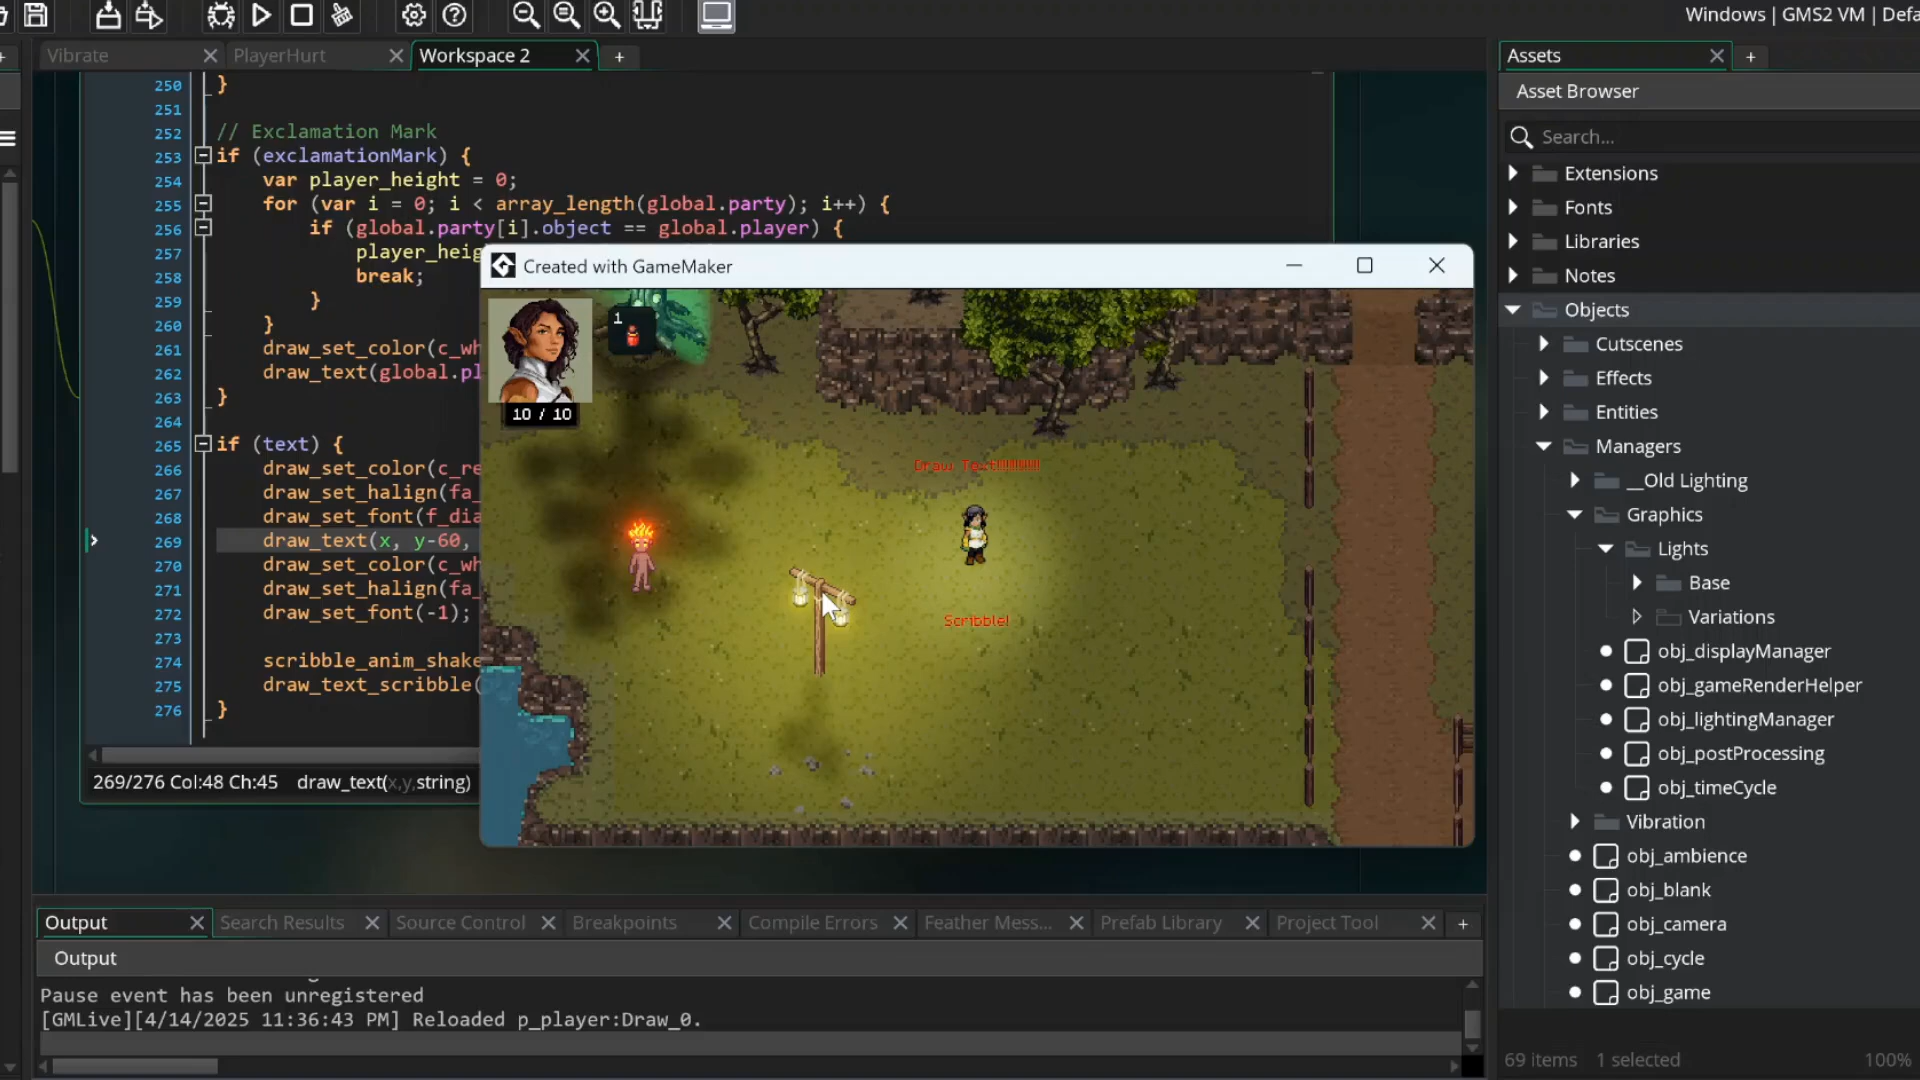 Windows | GMS2 VM | Defa
Vibrate
PlayerHurt
Workspace 2
250 }
251
252 // Exclamation Mark
253 if (exclamationMark) {
254 var player_height = 0;
255 for (var i = 0; i < array_length(global.party); i++) {
256 if (global.party[i].object == global.player) {
257 player_heig
258 break;
259 }
260 }
261 draw_set_color(c_wh
262 draw_text(global.pl
263 }
264
265 if (text) {
266 draw_set_color(c_re
267 draw_set_halign(fa_
268 draw_set_font(f_dia
269 draw_text(x, y-60,
270 draw_set_color(c_wh
271 draw_set_halign(fa_
272 draw_set_font(-1);
273
274 scribble_anim_shake
275 draw_text_scribble(
276 }
269/276 Col:48 Ch:45 draw_text(x,y,string)
Created with GameMaker
1
10 / 10
Scribble!
Output
Search Results
Source Control
Breakpoints
Compile Errors
Feather Mess...
Prefab Library
Project Tool
Output
Pause event has been unregistered
[GMLive][4/14/2025 11:36:43 PM] Reloaded p_player:Draw_0.
Assets
Asset Browser
Search...
Extensions
Fonts
Libraries
Notes
Objects
Cutscenes
Effects
Entities
Managers
__Old Lighting
Graphics
Lights
Base
Variations
obj_displayManager
obj_gameRenderHelper
obj_lightingManager
obj_postProcessing
obj_timeCycle
Vibration
obj_ambience
obj_blank
obj_camera
obj_cycle
obj_game
69 items 1 selected 100%